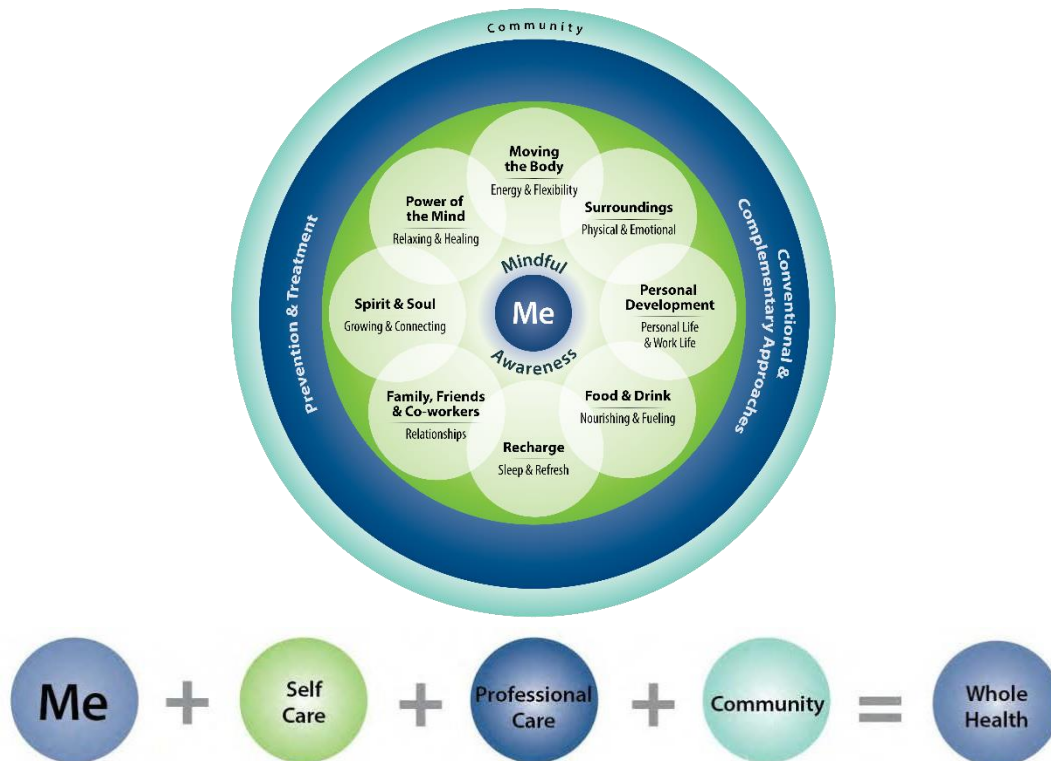 Community
Moving
the Body
Energy & Flexibility
Surroundings
Physical & Emotional
Power of
the Mind
Relaxing & Healing
Prevention & Treatment
Conventional &
Complementary Approaches
Mindful
Me
Awareness
Spirit & Soul
Growing & Connecting
Personal
Development
Personal Life
& Work Life
Family, Friends
& Co-workers
Relationships
Food & Drink
Nourishing & Fueling
Recharge
Sleep & Refresh
Me
+
Self
Care
+
Professional
Care
+
Community
=
Whole
Health